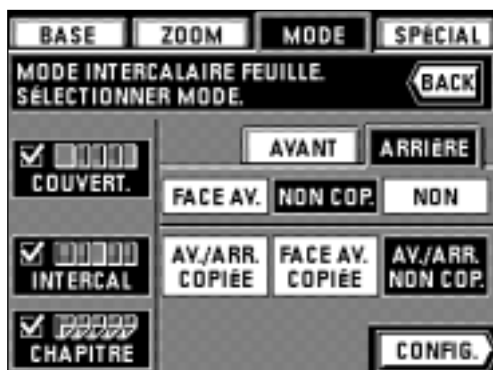 BASE ZOOM MODE SPÉCIAL
MODE INTERCALAIRE FEUILLE.
SÉLECTIONNER MODE.
BACK
AVANT ARRIÈRE
COUVERT.
FACE AV. NON COP. NON
INTERCAL
AV./ARR. COPIÉE
FACE AV. COPIÉE
AV./ARR. NON COP.
CHAPITRE
CONFIG.